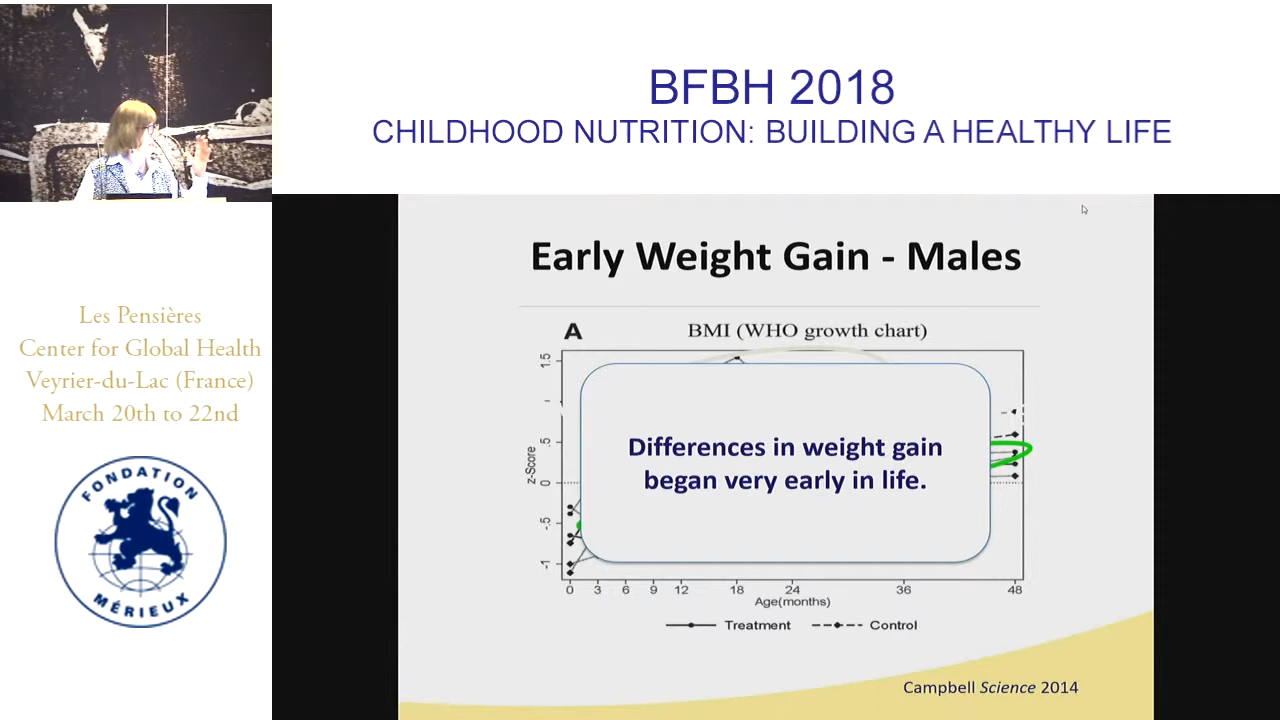 BFBH 2018
CHILDHOOD NUTRITION: BUILDING A HEALTHY LIFE
Les Pensières
Center for Global Health
Veyrier-du-Lac (France)
March 20th to 22nd
FONDATION
MÉRIEUX
Early Weight Gain - Males
A
BMI (WHO growth chart)
1.5
.5
0
-.5
-1
z-Score
Differences in weight gain
began very early in life.
0 3 6 9 12 18 24 36 48
Age(months)
Treatment Control
Campbell Science 2014